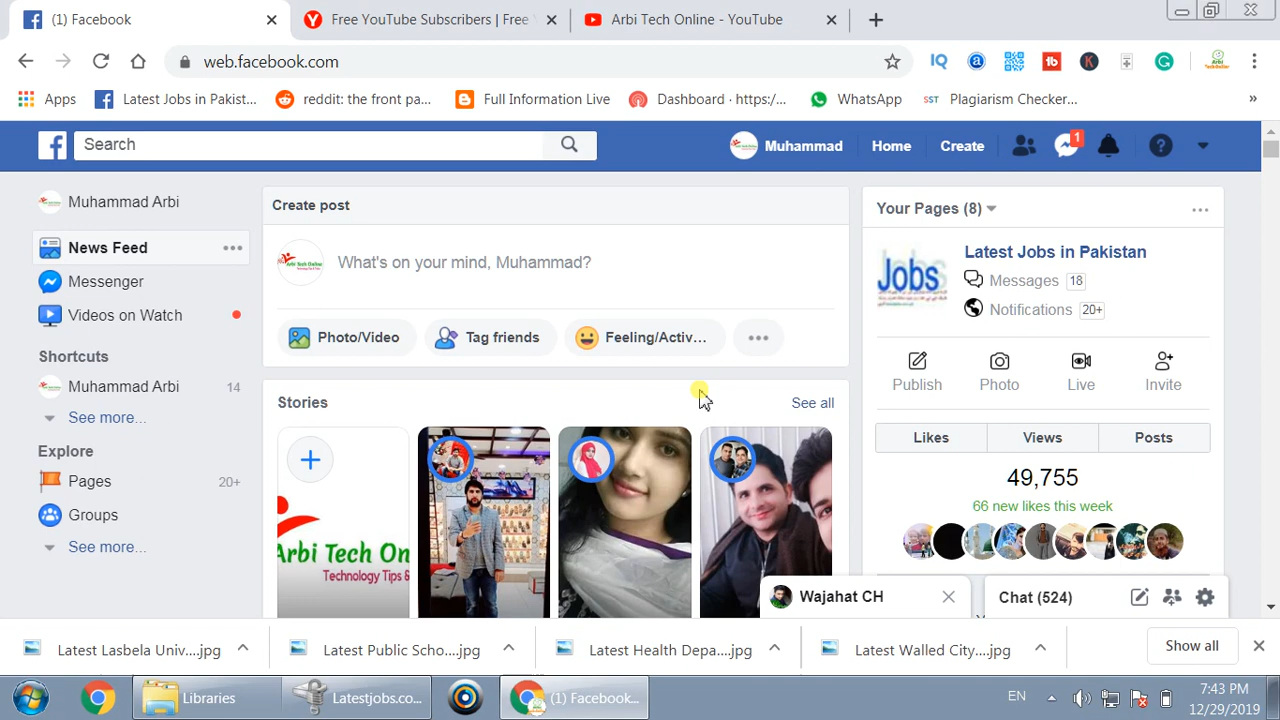 (1) Facebook
Free YouTube Subscribers | Free
Arbi Tech Online - YouTube
web.facebook.com
Apps
Latest Jobs in Pakist...
reddit: the front pa...
Full Information Live
Dashboard · https:/...
WhatsApp
SST Plagiarism Checker...
Search
Muhammad
Home
Create
1
Muhammad Arbi
News Feed
Messenger
Videos on Watch
Shortcuts
Muhammad Arbi 14
See more...
Explore
Pages 20+
Groups
See more...
Create post
What's on your mind, Muhammad?
Photo/Video
Tag friends
Feeling/Activ...
Stories
See all
Arbi Tech On
Technology Tips &
Your Pages (8)
Jobs
Latest Jobs in Pakistan
Messages 18
Notifications 20+
Publish
Photo
Live
Invite
Likes
Views
Posts
49,755
66 new likes this week
Wajahat CH
Chat (524)
Latest Lasbela Univ....jpg
Latest Public Scho....jpg
Latest Health Depa....jpg
Latest Walled City....jpg
Show all
Libraries
Latestjobs.co...
(1) Facebook...
EN
7:43 PM
12/29/2019